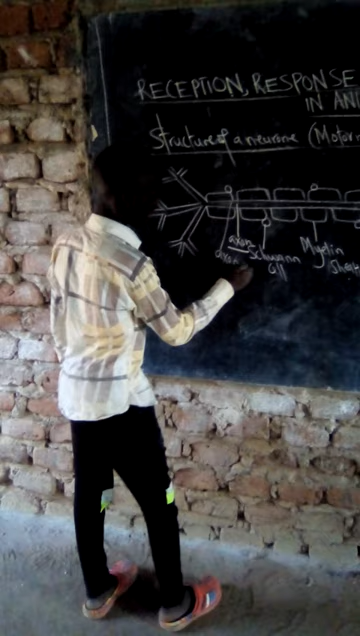 RECEPTION, RESPONSE
IN AN
Structure of a neurone (Motor
axon
Schwann
Cell
Myelin
Sheath